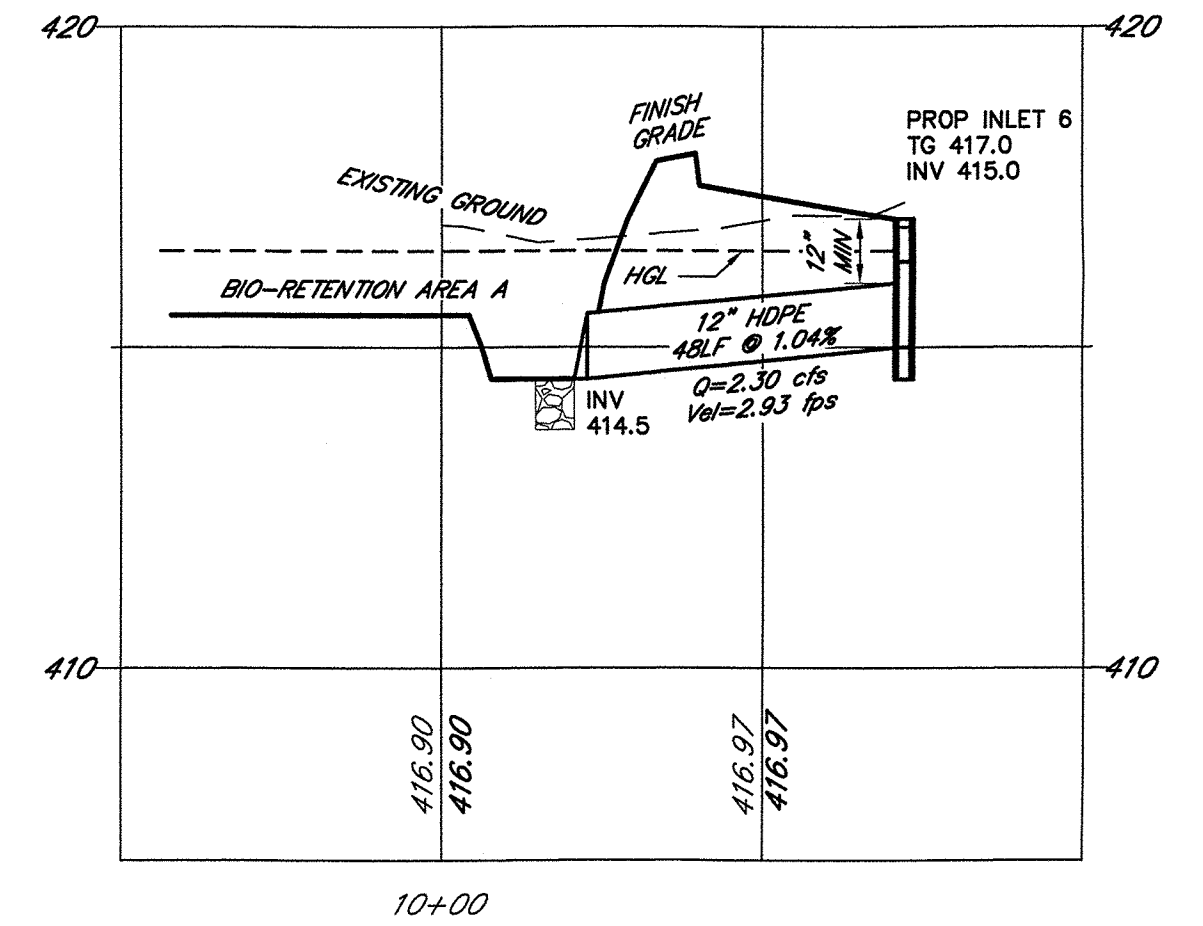 420
420
FINISH
GRADE
PROP INLET 6
TG 417.0
INV 415.0
EXISTING GROUND
12"
MIN
HGL
BIO-RETENTION AREA A
12" HDPE
48LF @ 1.04%
Q=2.30 cfs
Vel=2.93 fps
INV
414.5
410
410
416.90
416.90
416.97
416.97
10+00